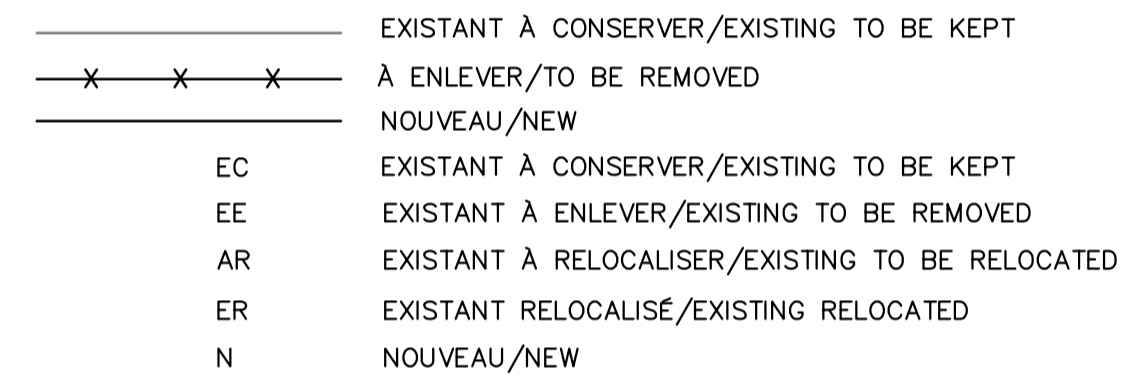 EXISTANT À CONSERVER/EXISTING TO BE KEPT
À ENLEVER/TO BE REMOVED
NOUVEAU/NEW
EC EXISTANT À CONSERVER/EXISTING TO BE KEPT
EE EXISTANT À ENLEVER/EXISTING TO BE REMOVED
AR EXISTANT À RELOCALISER/EXISTING TO BE RELOCATED
ER EXISTANT RELOCALISÉ/EXISTING RELOCATED
N NOUVEAU/NEW